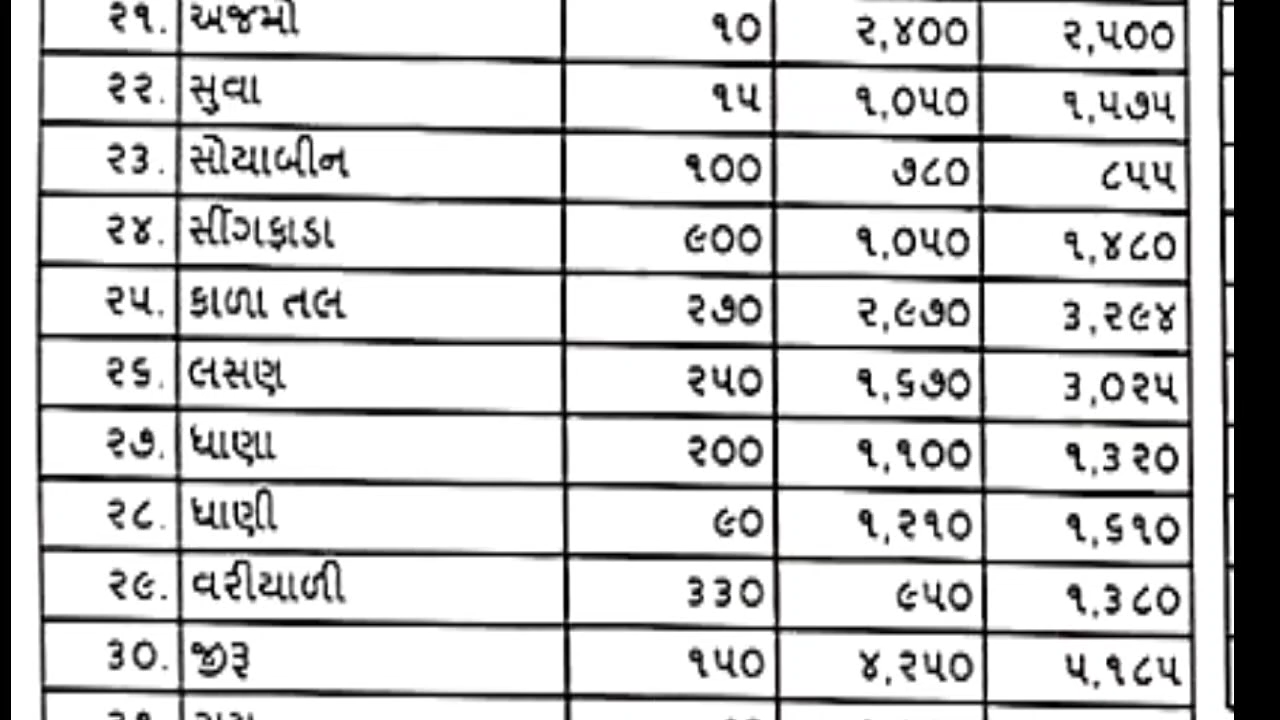 ૨૧. અજમો ૧૦ ૨,૪૦૦ ૨,૫૦૦
૨૨. સુવા ૧૫ ૧,૦૫૦ ૧,૫૭૫
૨૩. સોયાબીન ૧૦૦ ૭૮૦ ૮૫૫
૨૪. સીંગફાડા ૯૦૦ ૧,૦૫૦ ૧,૪૮૦
૨૫. કાળા તલ ૨૭૦ ૨,૯૭૦ ૩,૨૯૪
૨૬. લસણ ૨૫૦ ૧,૬૭૦ ૩,૦૨૫
૨૭. ધાણા ૨૦૦ ૧,૧૦૦ ૧,૩૨૦
૨૮. ધાણી ૯૦ ૧,૨૧૦ ૧,૬૧૦
૨૯. વરીયાળી ૩૩૦ ૯૫૦ ૧,૩૮૦
૩૦. જીરૂ ૧૫૦ ૪,૨૫૦ ૫,૧૮૫